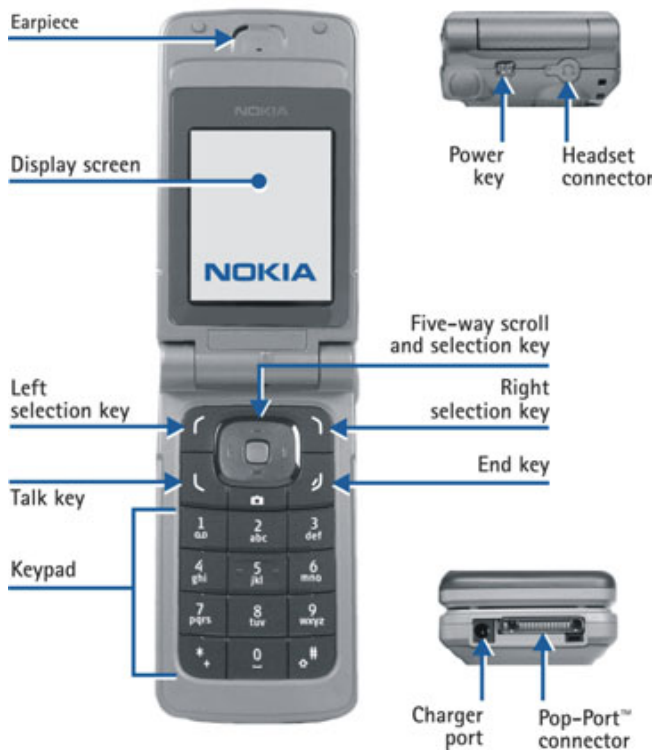 Earpiece
NOKIA
Display screen
NOKIA
Power
key
Headset
connector
Five-way scroll
and selection key
Left
selection key
Right
selection key
Talk key
End key
Keypad
1
2
abc
3
def
4
ghi
5
jkl
6
mno
7
pqrs
8
tuv
9
wxyz
*
+
0
#
Charger
port
Pop-Port™
connector